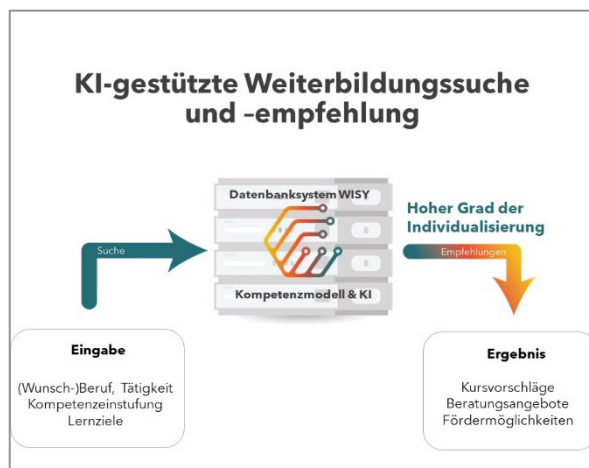 KI-gestützte Weiterbildungssuche
und –empfehlung
Datenbanksystem WISY
Hoher Grad der
Individualisierung
Suche
Empfehlungen
Kompetenzmodell & KI
Eingabe
(Wunsch-)Beruf, Tätigkeit
Kompetenzeinstufung
Lernziele
Ergebnis
Kursvorschläge
Beratungsangebote
Fördermöglichkeiten